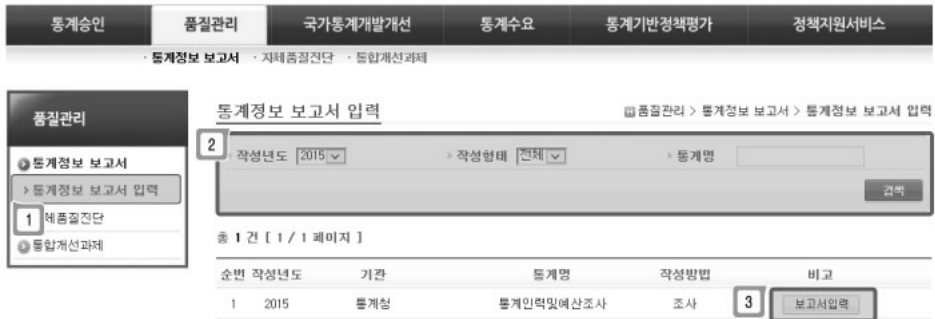 통계승인 품질관리 국가통계개발개선 통계수요 통계기반정책평가 정책지원서비스
· 통계정보 보고서 · 자체품질진단 · 통합개선과제
품질관리
통계정보 보고서
> 통계정보 보고서 입력
1 체품질진단
통합개선과제
통계정보 보고서 입력
품질관리 > 통계정보 보고서 > 통계정보 보고서 입력
2
작성년도 2015 > 작성형태 전체 > 통계명
검색
총 1 건 [ 1 / 1 페이지 ]
순번 작성년도 기관 통계명 작성방법 비고
1 2015 통계청 통계인력및예산조사 조사 3 보고서입력